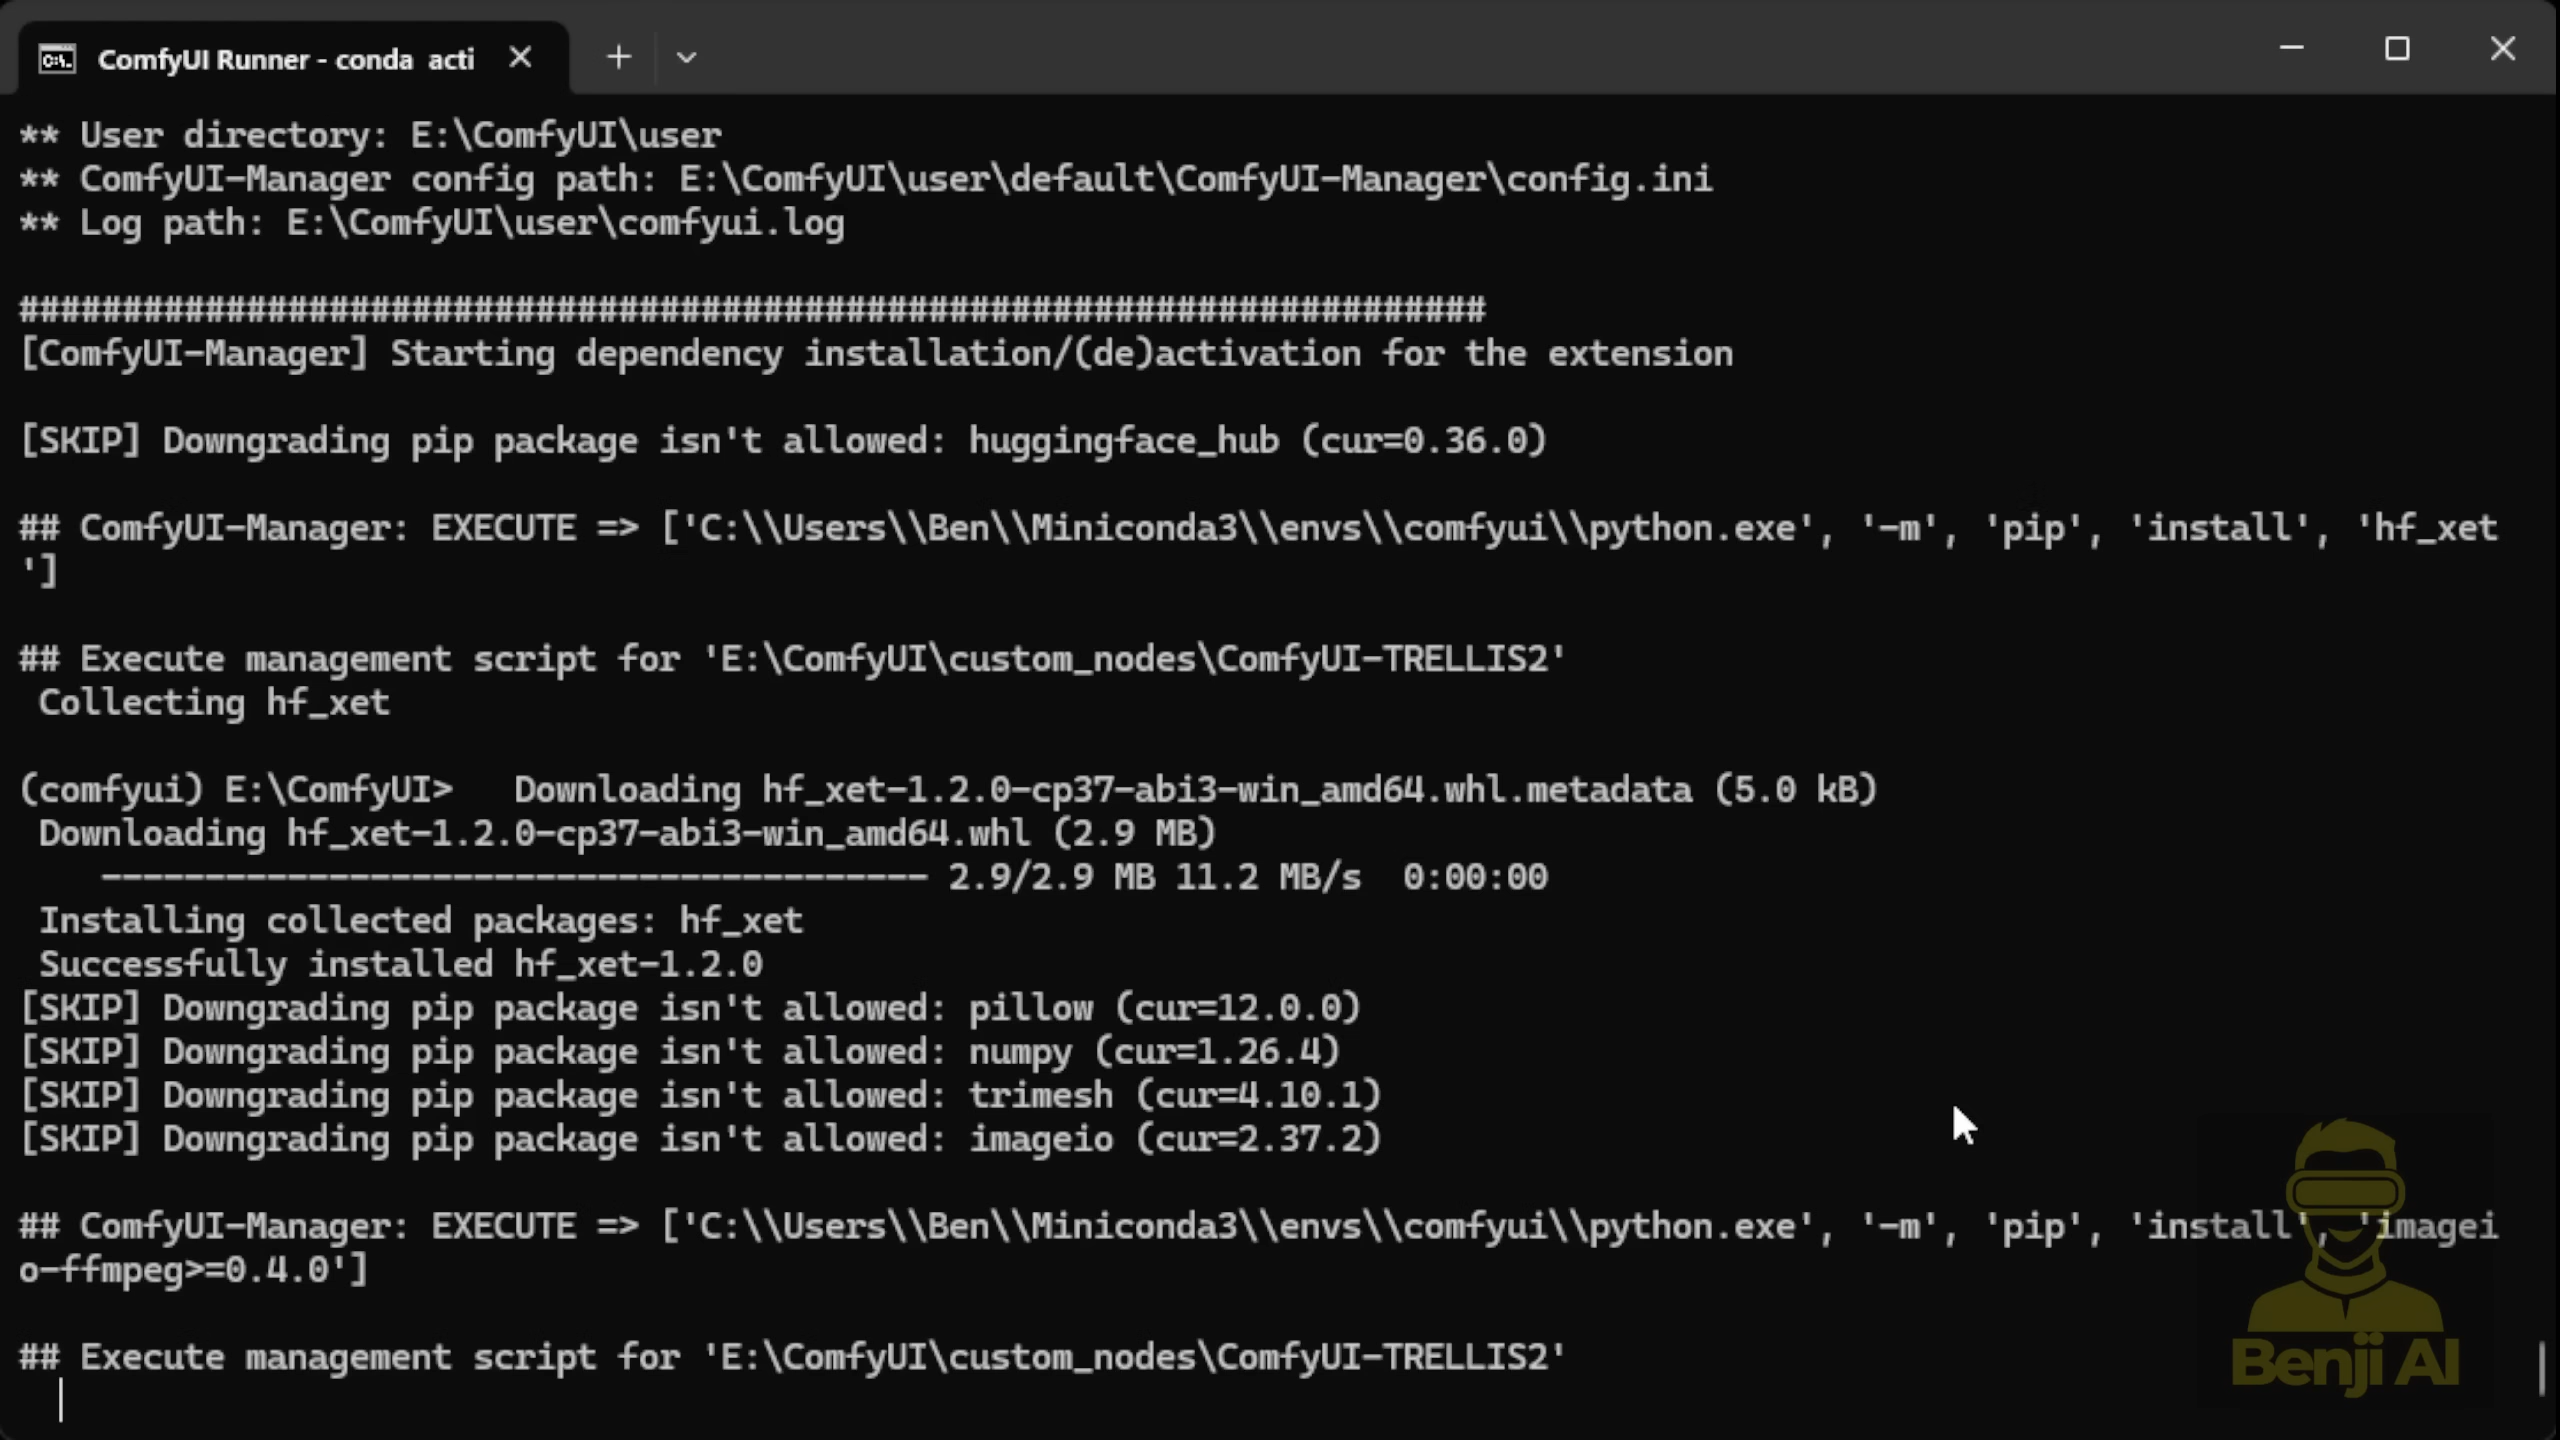 ComfyUI Runner - conda acti
** User directory: E:\ComfyUI\user
** ComfyUI-Manager config path: E:\ComfyUI\user\default\ComfyUI-Manager\config.ini
** Log path: E:\ComfyUI\user\comfyui.log
#######################################################################
[ComfyUI-Manager] Starting dependency installation/(de)activation for the extension
[SKIP] Downgrading pip package isn't allowed: huggingface_hub (cur=0.36.0)
## ComfyUI-Manager: EXECUTE => ['C:\\Users\\Ben\\Miniconda3\\envs\\comfyui\\python.exe', '-m', 'pip', 'install', 'hf_xet
']
## Execute management script for 'E:\ComfyUI\custom_nodes\ComfyUI-TRELLIS2'
Collecting hf_xet
(comfyui) E:\ComfyUI>   Downloading hf_xet-1.2.0-cp37-abi3-win_amd64.whl.metadata (5.0 kB)
Downloading hf_xet-1.2.0-cp37-abi3-win_amd64.whl (2.9 MB)
---------------------------------------- 2.9/2.9 MB 11.2 MB/s  0:00:00
Installing collected packages: hf_xet
Successfully installed hf_xet-1.2.0
[SKIP] Downgrading pip package isn't allowed: pillow (cur=12.0.0)
[SKIP] Downgrading pip package isn't allowed: numpy (cur=1.26.4)
[SKIP] Downgrading pip package isn't allowed: trimesh (cur=4.10.1)
[SKIP] Downgrading pip package isn't allowed: imageio (cur=2.37.2)
## ComfyUI-Manager: EXECUTE => ['C:\\Users\\Ben\\Miniconda3\\envs\\comfyui\\python.exe', '-m', 'pip', 'install', 'imagei
o-ffmpeg>=0.4.0']
## Execute management script for 'E:\ComfyUI\custom_nodes\ComfyUI-TRELLIS2'
Benji AI